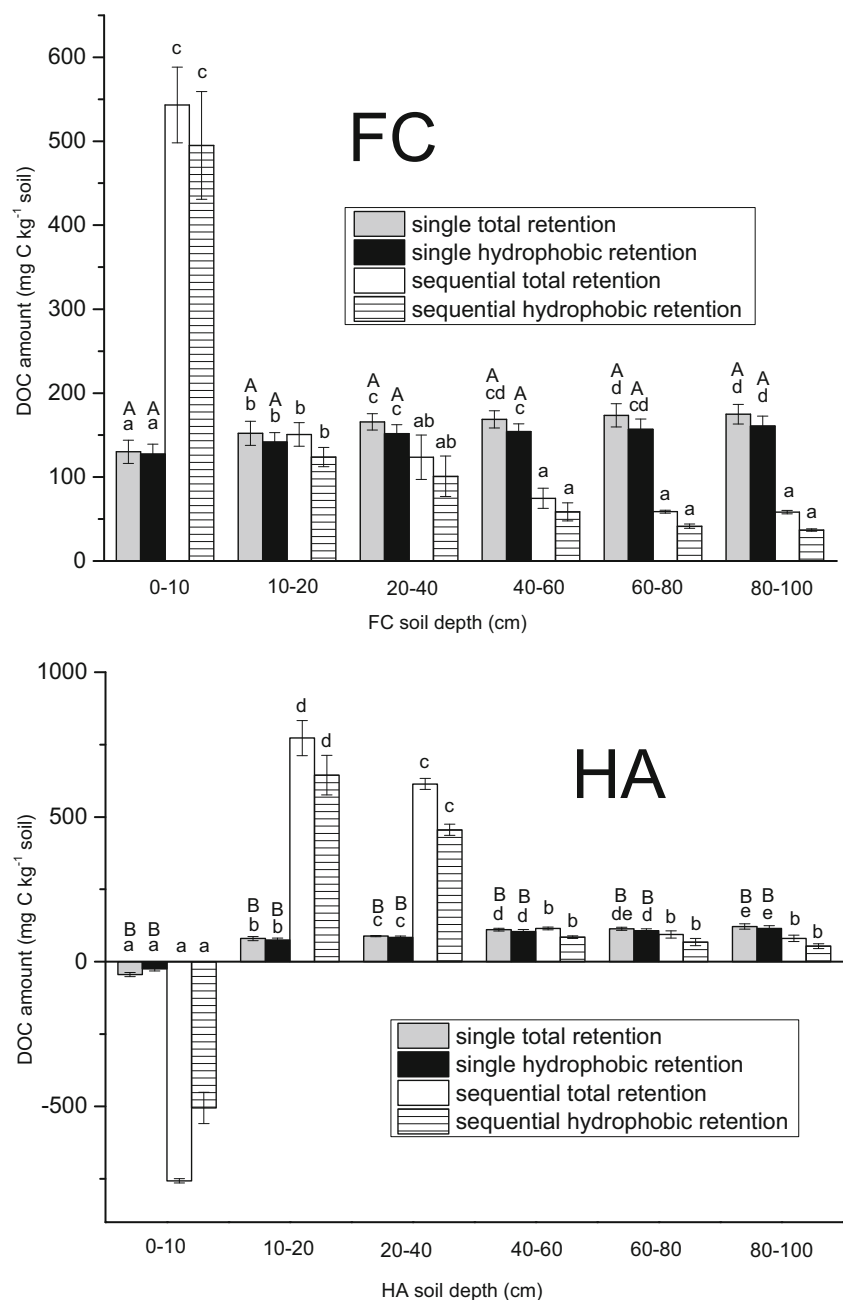 FC
DOC amount (mg C kg⁻¹ soil)
600
500
400
300
200
100
0
c c
single total retention
single hydrophobic retention
sequential total retention
sequential hydrophobic retention
A A A A A A A A A A A A
a a b b b b c c ab ab cd c a a d cd a a d d a a
0-10 10-20 20-40 40-60 60-80 80-100
FC soil depth (cm)
HA
DOC amount (mg C kg⁻¹ soil)
1000
500
0
-500
d d
c c
B B B B B B B B B B B B
a a a a b b c c d d b b de d b b e e b b
single total retention
single hydrophobic retention
sequential total retention
sequential hydrophobic retention
0-10 10-20 20-40 40-60 60-80 80-100
HA soil depth (cm)